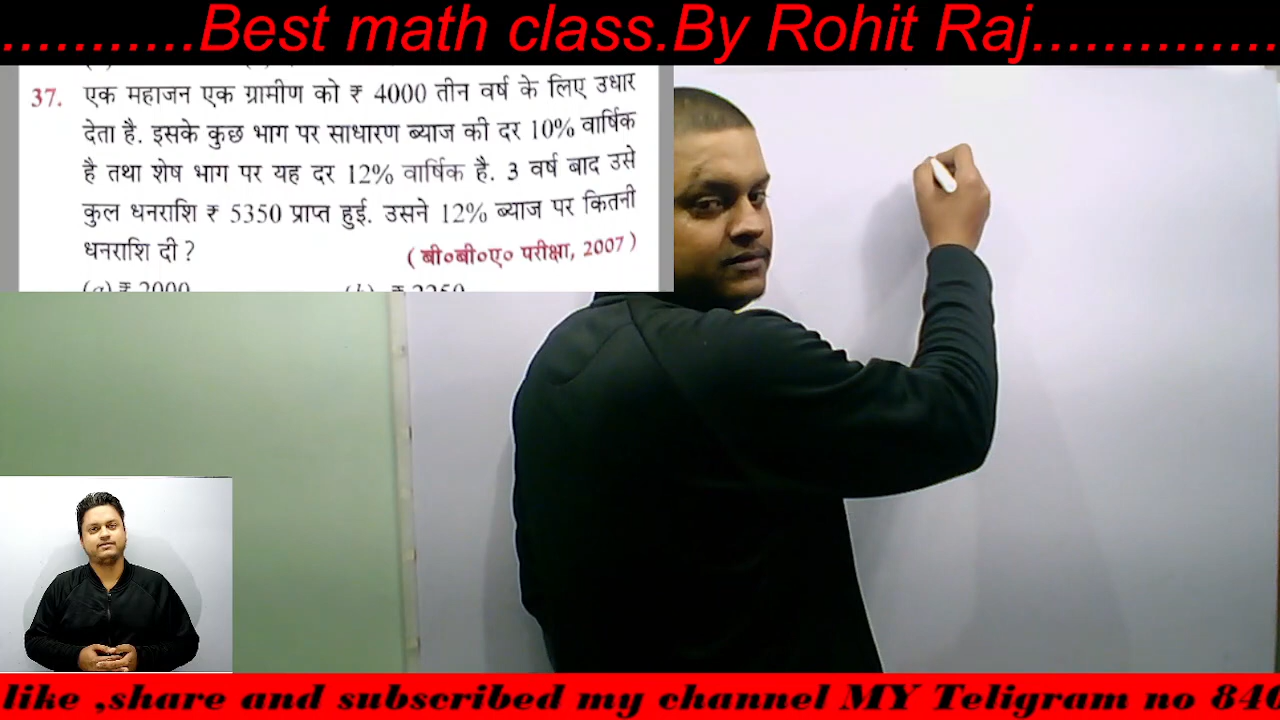 ...........Best math class.By Rohit Raj..............
37. एक महाजन एक ग्रामीण को ₹ 4000 तीन वर्ष के लिए उधार
देता है. इसके कुछ भाग पर साधारण ब्याज की दर 10% वार्षिक
है तथा शेष भाग पर यह दर 12% वार्षिक है. 3 वर्ष बाद उसे
कुल धनराशि ₹ 5350 प्राप्त हुई. उसने 12% ब्याज पर कितनी
धनराशि दी ?
( बी०बी०ए० परीक्षा, 2007 )
(a) ₹ 2000 (b) ₹ 2250
like ,share and subscribed my channel MY Teligram no 840